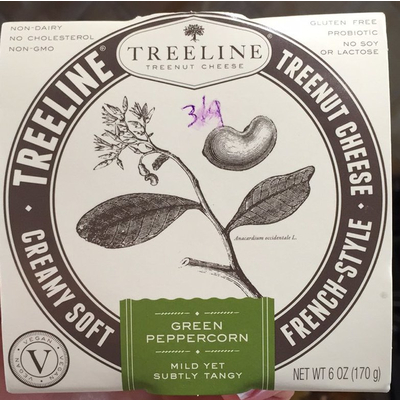 NON-DAIRY
NO CHOLESTEROL
NON-GMO
TREELINE®
TREENUT CHEESE
GLUTEN FREE
PROBIOTIC
NO SOY
OR LACTOSE
· TREELINE® ·
TREENUT CHEESE ·
3/9
Anacardium occidentale L.
CREAMY SOFT
FRENCH-STYLE
GREEN
PEPPERCORN
MILD YET
SUBTLY TANGY
· VEGAN · VEGAN · VEGAN
V
NET WT 6 OZ (170 g)